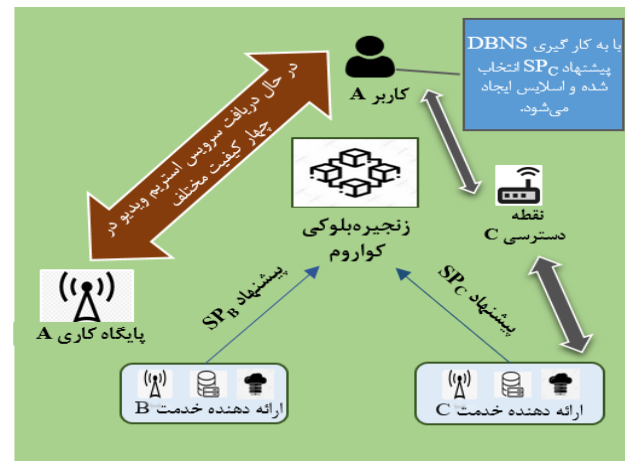 با به کار گیری DBNS
پیشنهاد SPC انتخاب
شده و اسلایس ایجاد
می‌شود.
کاربر A
در حال دریافت سرویس استریم ویدیو در
چهار کیفیت مختلف
زنجیره‌بلوکی
کواروم
نقطه
دسترسی C
پایگاه کاری A
پیشنهاد SPB
پیشنهاد SPC
ارائه دهنده خدمت B
ارائه دهنده خدمت C